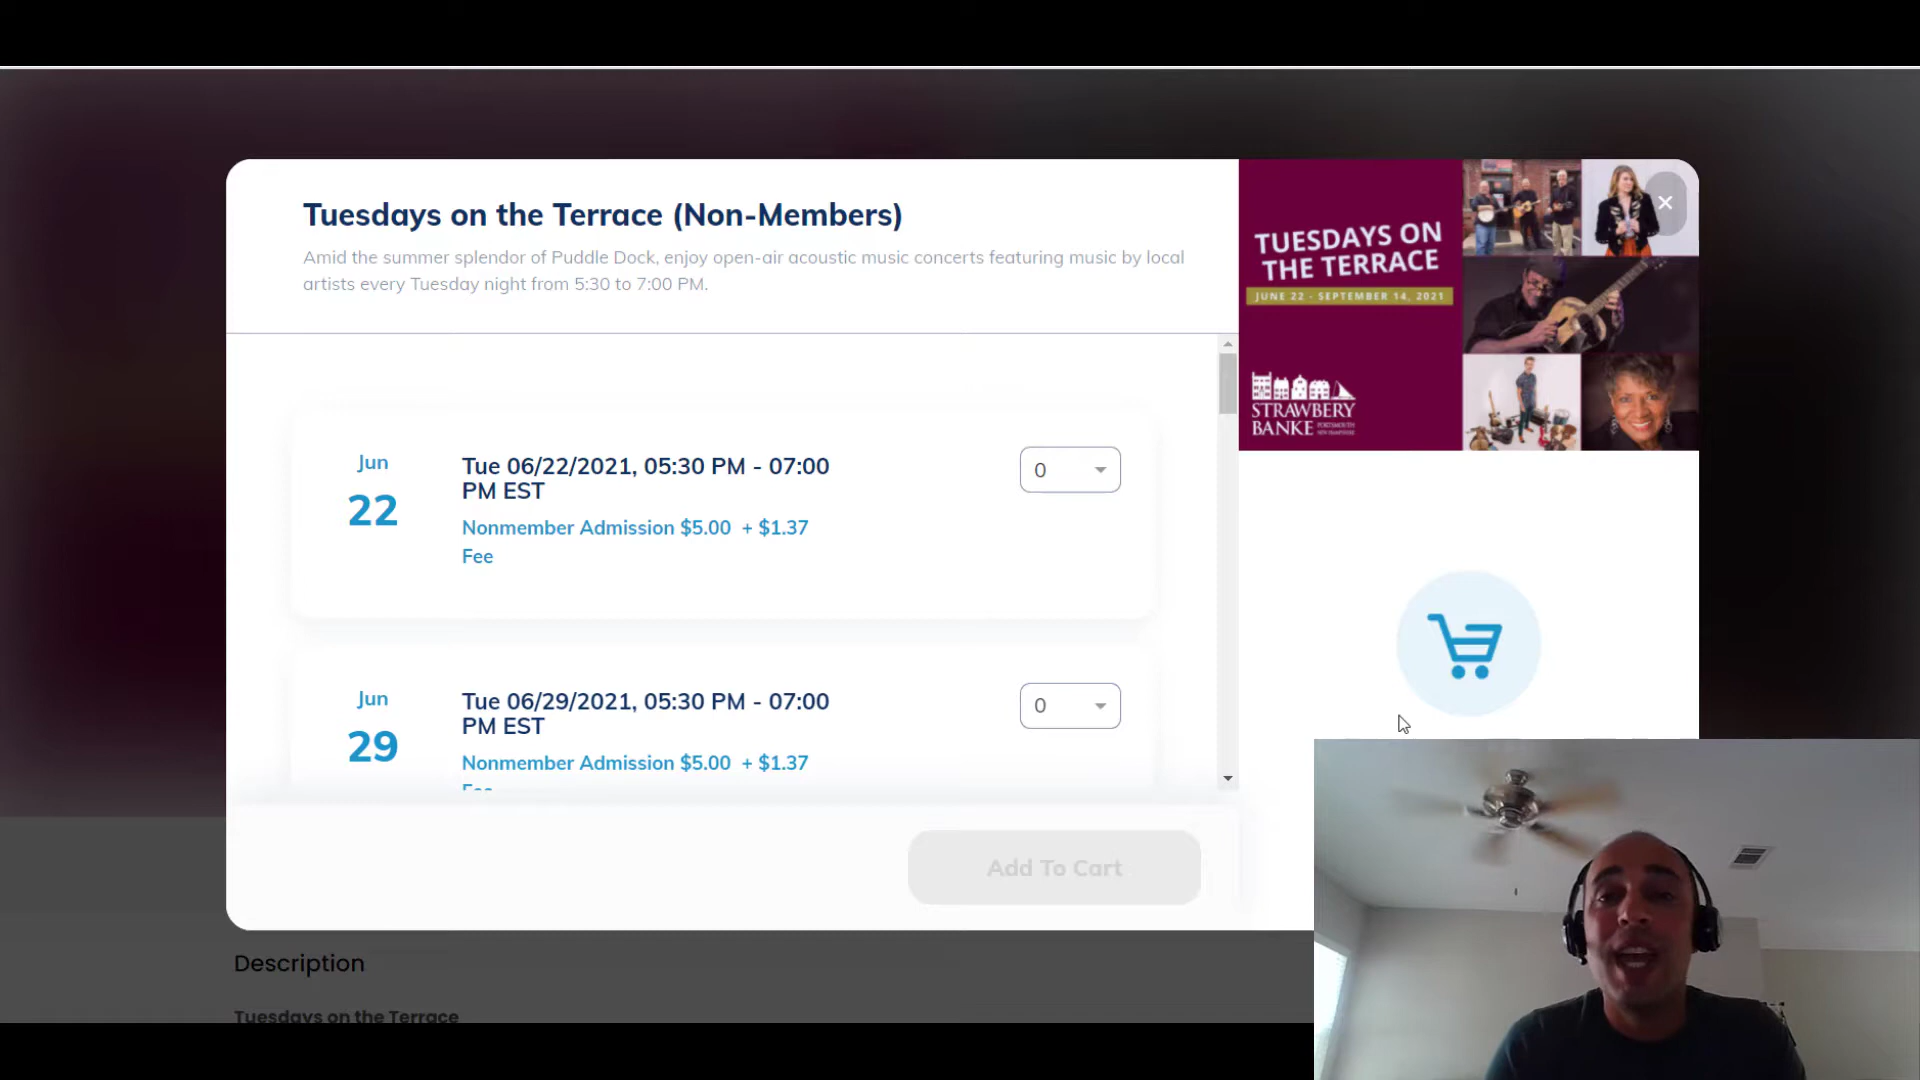 Tuesdays on the Terrace (Non-Members)
Amid the summer splendor of Puddle Dock, enjoy open-air acoustic music concerts featuring music by local
artists every Tuesday night from 5:30 to 7:00 PM.
TUESDAYS ON
THE TERRACE
JUNE 22 - SEPTEMBER 14, 2021
STRAWBERY
BANKE
PORTSMOUTH
NEW HAMPSHIRE
Jun
22
Tue 06/22/2021, 05:30 PM - 07:00
PM EST
Nonmember Admission $5.00 + $1.37
Fee
0
Jun
29
Tue 06/29/2021, 05:30 PM - 07:00
PM EST
Nonmember Admission $5.00 + $1.37
Fee
0
Add To Cart
Description
Tuesdays on the Terrace